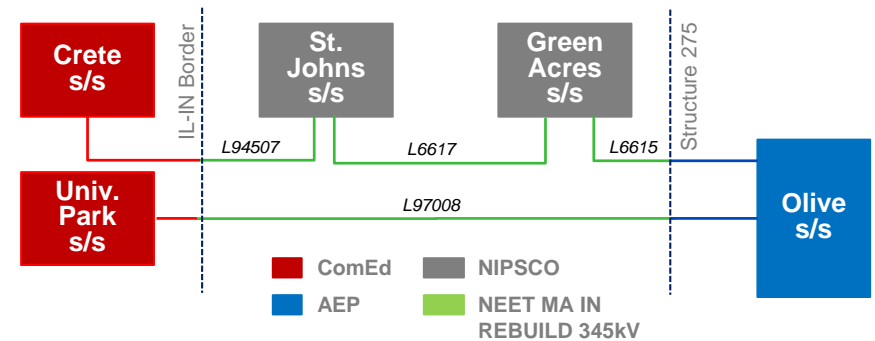 Crete
s/s
IL-IN Border
St.
Johns
s/s
Green
Acres
s/s
Structure 275
L94507
L6617
L6615
Univ.
Park
s/s
L97008
Olive
s/s
ComEd
NIPSCO
AEP
NEET MA IN
REBUILD 345kV